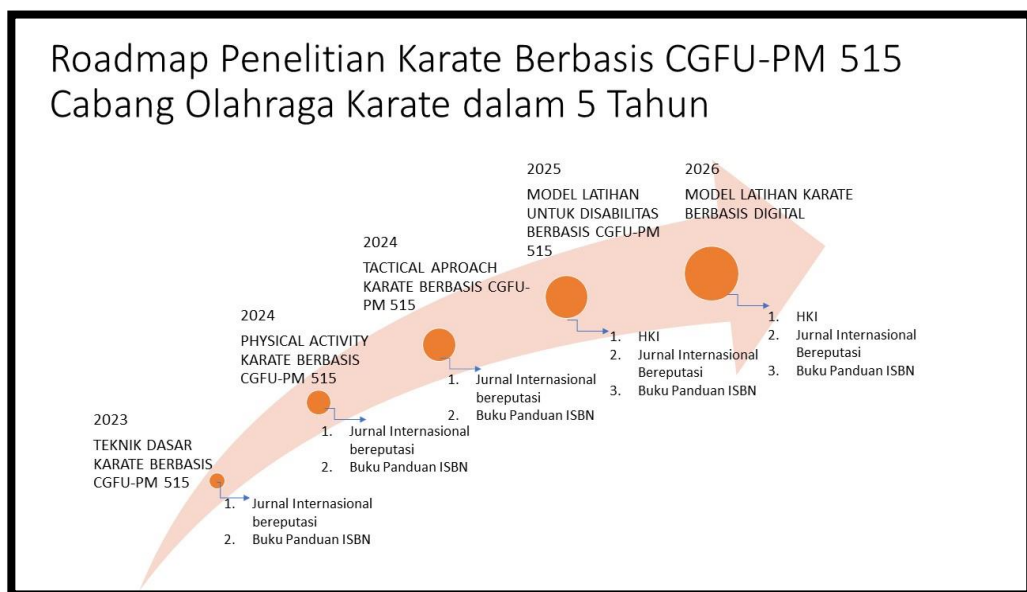 Roadmap Penelitian Karate Berbasis CGFU-PM 515
Cabang Olahraga Karate dalam 5 Tahun
2023
TEKNIK DASAR
KARATE BERBASIS
CGFU-PM 515
1. Jurnal Internasional
bereputasi
2. Buku Panduan ISBN
2024
PHYSICAL ACTIVITY
KARATE BERBASIS
CGFU-PM 515
1. Jurnal Internasional
bereputasi
2. Buku Panduan ISBN
2024
TACTICAL APROACH
KARATE BERBASIS CGFU-
PM 515
1. Jurnal Internasional
bereputasi
2. Buku Panduan ISBN
2025
MODEL LATIHAN
UNTUK DISABILITAS
BERBASIS CGFU-PM
515
1. HKI
2. Jurnal Internasional
Bereputasi
3. Buku Panduan ISBN
2026
MODEL LATIHAN KARATE
BERBASIS DIGITAL
1. HKI
2. Jurnal Internasional
Bereputasi
3. Buku Panduan ISBN